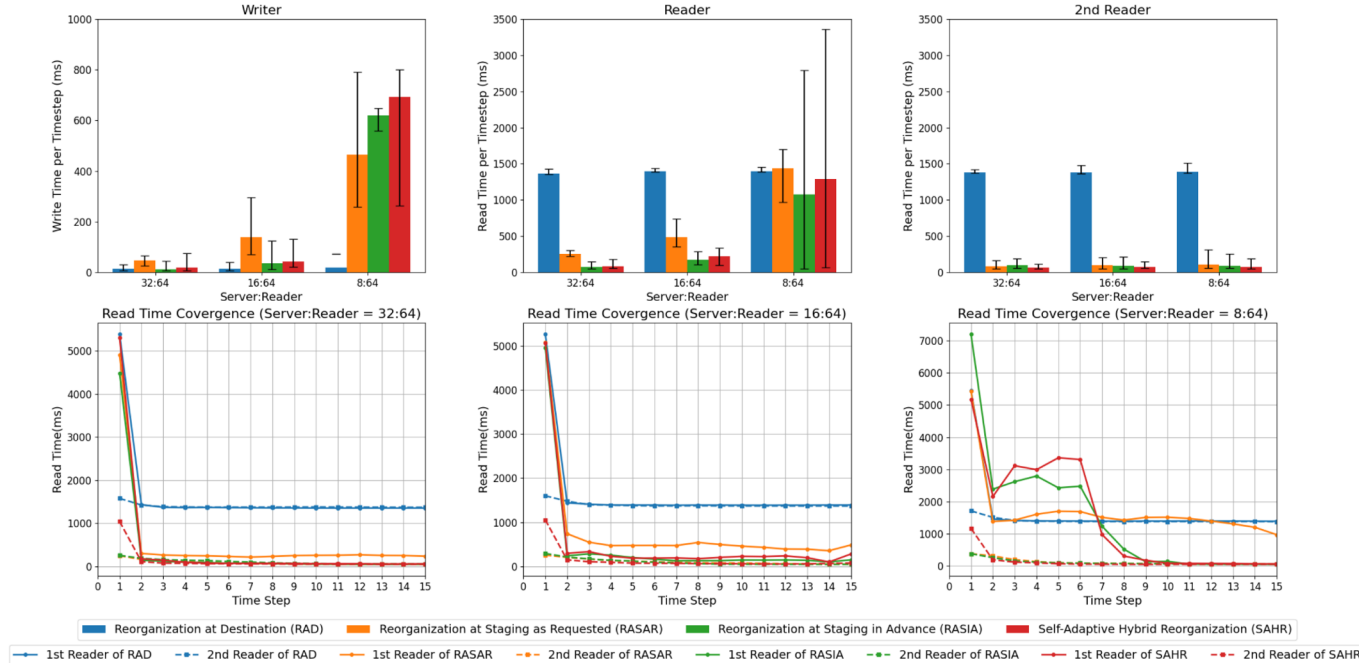 Writer
Write Time per Timestep (ms)
1000
800
600
400
200
0
32:64
16:64
8:64
Server:Reader
Reader
Read Time per Timestep (ms)
3500
3000
2500
2000
1500
1000
500
0
32:64
16:64
8:64
Server:Reader
2nd Reader
Read Time per Timestep (ms)
3500
3000
2500
2000
1500
1000
500
0
32:64
16:64
8:64
Server:Reader
Read Time Covergence (Server:Reader = 32:64)
Read Time(ms)
5000
4000
3000
2000
1000
0
0 1 2 3 4 5 6 7 8 9 10 11 12 13 14 15
Time Step
Read Time Covergence (Server:Reader = 16:64)
Read Time(ms)
5000
4000
3000
2000
1000
0
0 1 2 3 4 5 6 7 8 9 10 11 12 13 14 15
Time Step
Read Time Covergence (Server:Reader = 8:64)
Read Time(ms)
7000
6000
5000
4000
3000
2000
1000
0
0 1 2 3 4 5 6 7 8 9 10 11 12 13 14 15
Time Step
Reorganization at Destination (RAD) Reorganization at Staging as Requested (RASAR) Reorganization at Staging in Advance (RASIA) Self-Adaptive Hybrid Reorganization (SAHR)
1st Reader of RAD 2nd Reader of RAD 1st Reader of RASAR 2nd Reader of RASAR 1st Reader of RASIA 2nd Reader of RASIA 1st Reader of SAHR 2nd Reader of SAHR